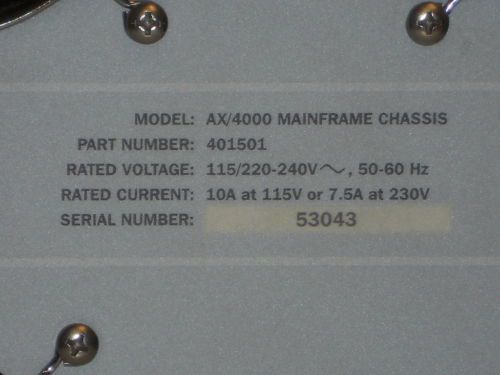 MODEL: AX/4000 MAINFRAME CHASSIS
PART NUMBER: 401501
RATED VOLTAGE: 115/220-240V∼, 50-60 Hz
RATED CURRENT: 10A at 115V or 7.5A at 230V
SERIAL NUMBER: 53043